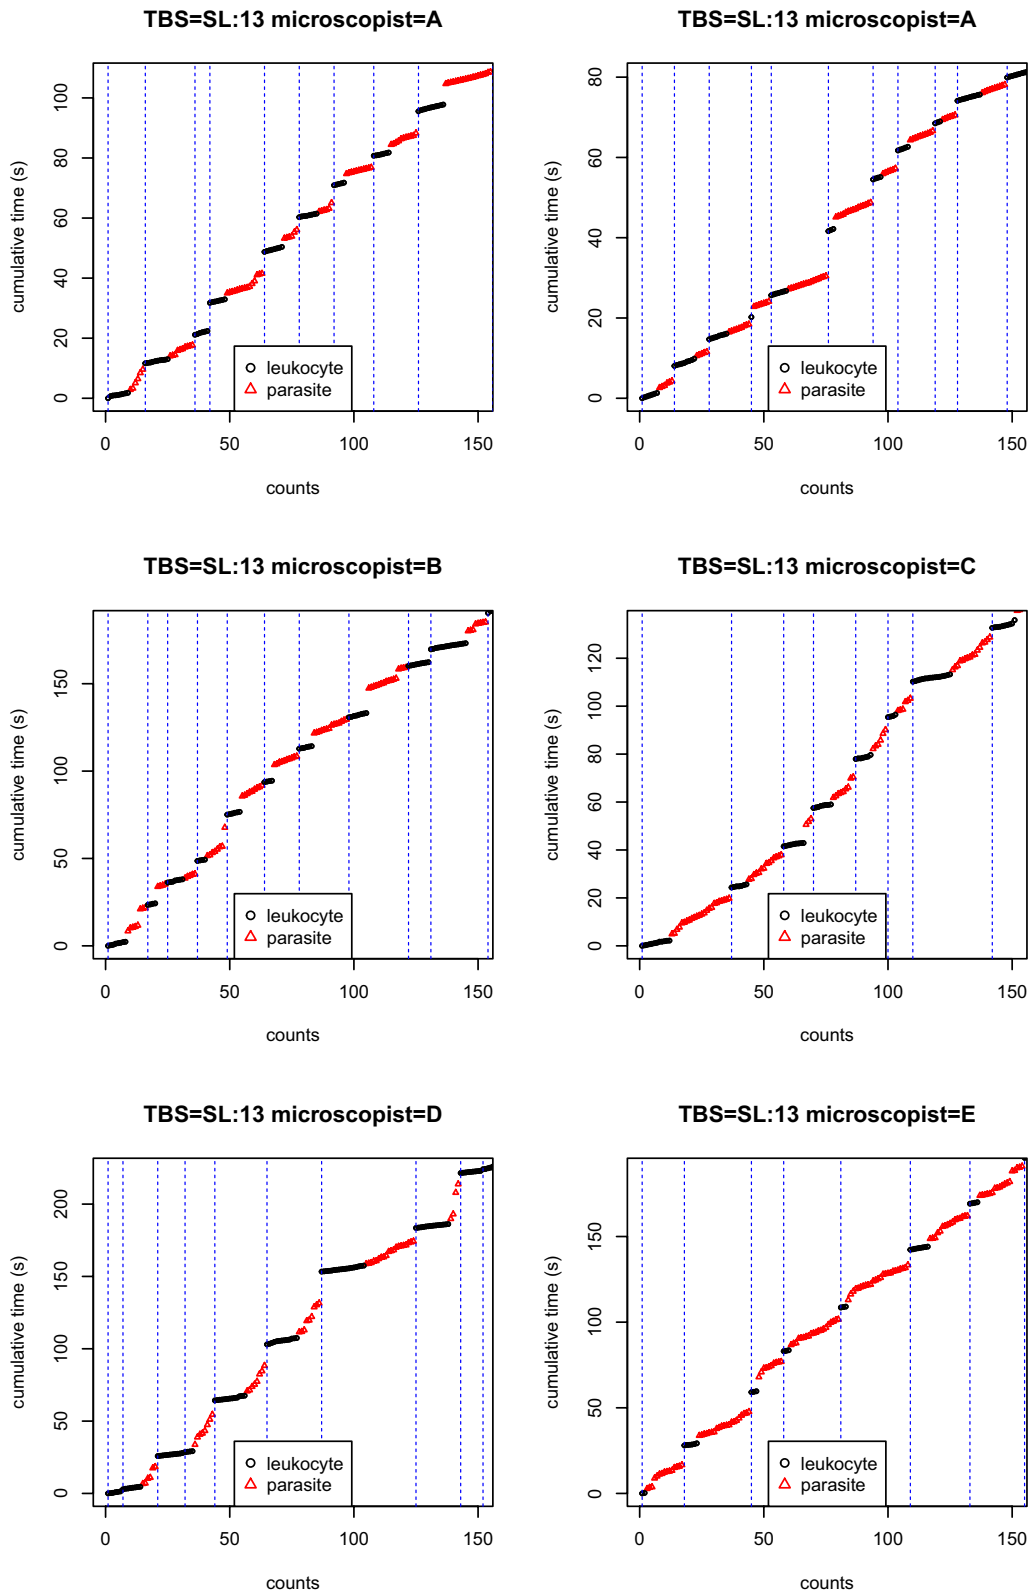 TBS=SL:13 microscopist=A
cumulative time (s)
0 20 40 60 80 100
leukocyte
parasite
0 50 100 150
counts
TBS=SL:13 microscopist=A
cumulative time (s)
0 20 40 60 80
leukocyte
parasite
0 50 100 150
counts
TBS=SL:13 microscopist=B
cumulative time (s)
0 50 100 150
leukocyte
parasite
0 50 100 150
counts
TBS=SL:13 microscopist=C
cumulative time (s)
0 20 40 60 80 100 120
leukocyte
parasite
0 50 100 150
counts
TBS=SL:13 microscopist=D
cumulative time (s)
0 50 100 150 200
leukocyte
parasite
0 50 100 150
counts
TBS=SL:13 microscopist=E
cumulative time (s)
0 50 100 150
leukocyte
parasite
0 50 100 150
counts